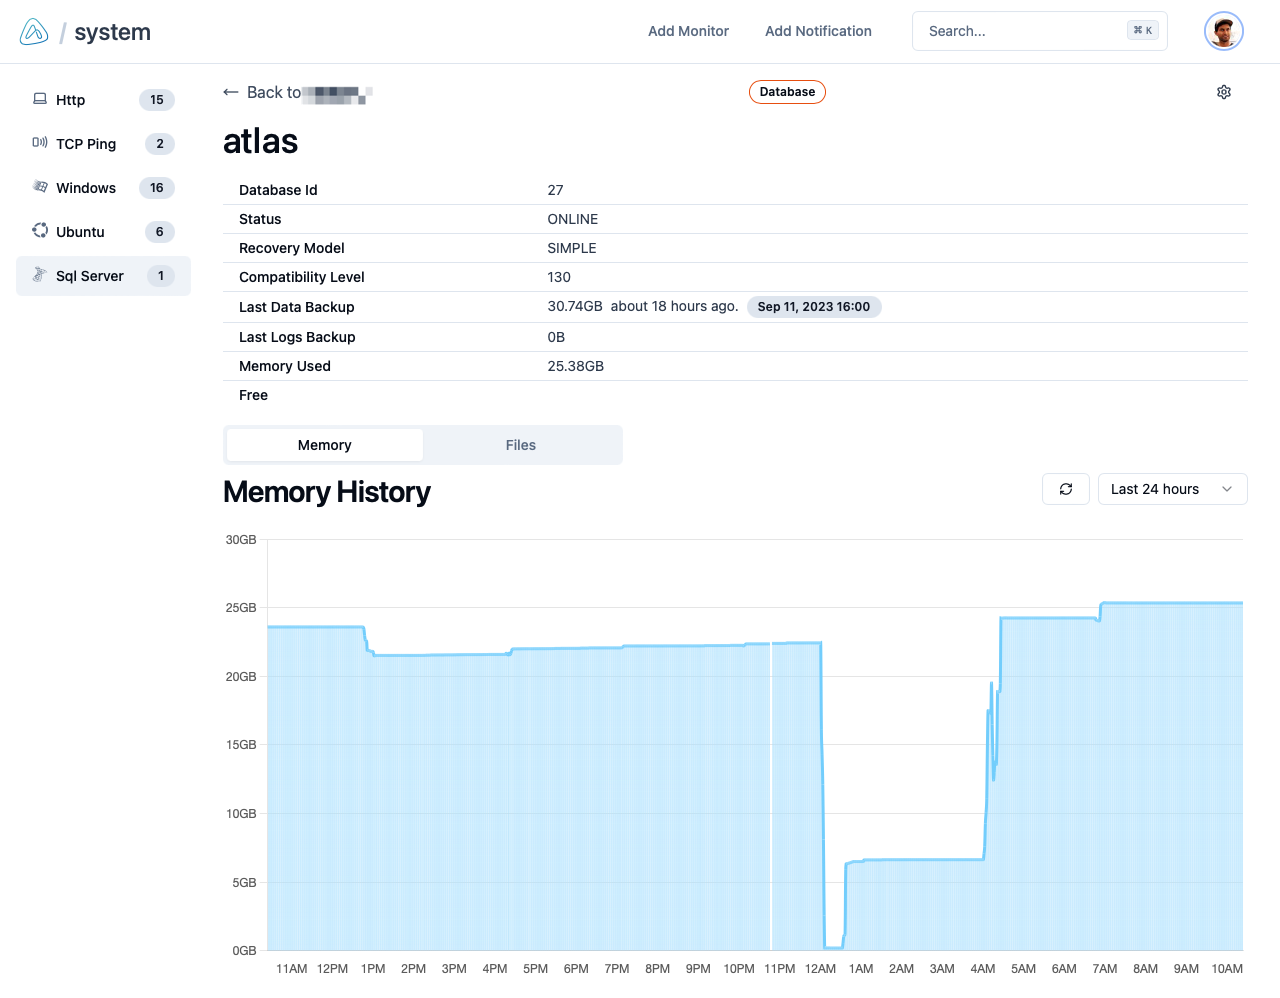 / system
Add Monitor
Add Notification
Search...
⌘ K
Http 15
TCP Ping 2
Windows 16
Ubuntu 6
Sql Server 1
← Back to
Database
atlas
Database Id 27
Status ONLINE
Recovery Model SIMPLE
Compatibility Level 130
Last Data Backup 30.74GB about 18 hours ago. Sep 11, 2023 16:00
Last Logs Backup 0B
Memory Used 25.38GB
Free
Memory Files
Memory History
Last 24 hours
30GB
25GB
20GB
15GB
10GB
5GB
0GB
11AM 12PM 1PM 2PM 3PM 4PM 5PM 6PM 7PM 8PM 9PM 10PM 11PM 12AM 1AM 2AM 3AM 4AM 5AM 6AM 7AM 8AM 9AM 10AM